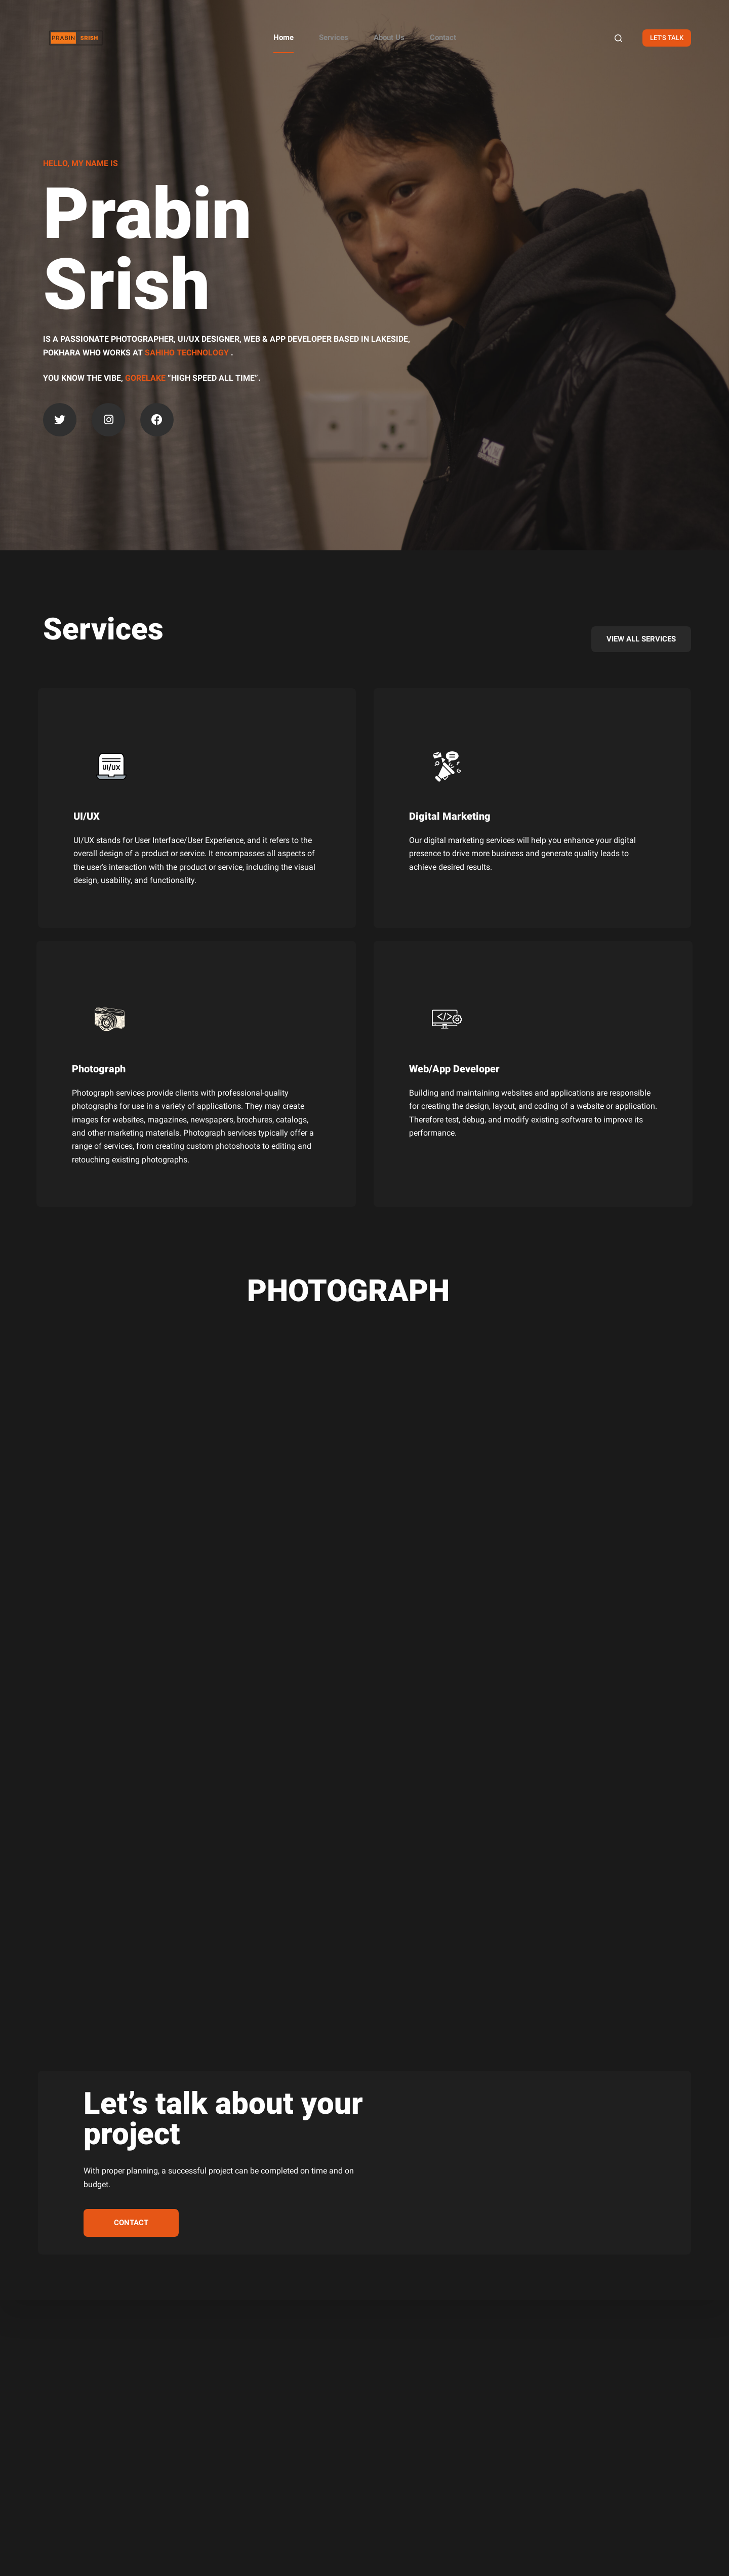 PRABIN SRISH
Home Services About Us Contact
LET'S TALK
HELLO, MY NAME IS
Prabin
Srish
IS A PASSIONATE PHOTOGRAPHER, UI/UX DESIGNER, WEB & APP DEVELOPER BASED IN LAKESIDE,
POKHARA WHO WORKS AT SAHIHO TECHNOLOGY .
YOU KNOW THE VIBE, GORELAKE “HIGH SPEED ALL TIME”.
Services
VIEW ALL SERVICES
UI/UX
UI/UX
UI/UX stands for User Interface/User Experience, and it refers to the
overall design of a product or service. It encompasses all aspects of
the user’s interaction with the product or service, including the visual
design, usability, and functionality.
Digital Marketing
Our digital marketing services will help you enhance your digital
presence to drive more business and generate quality leads to
achieve desired results.
Photograph
Photograph services provide clients with professional-quality
photographs for use in a variety of applications. They may create
images for websites, magazines, newspapers, brochures, catalogs,
and other marketing materials. Photograph services typically offer a
range of services, from creating custom photoshoots to editing and
retouching existing photographs.
Web/App Developer
Building and maintaining websites and applications are responsible
for creating the design, layout, and coding of a website or application.
Therefore test, debug, and modify existing software to improve its
performance.
PHOTOGRAPH
Let’s talk about your
project
With proper planning, a successful project can be completed on time and on
budget.
CONTACT